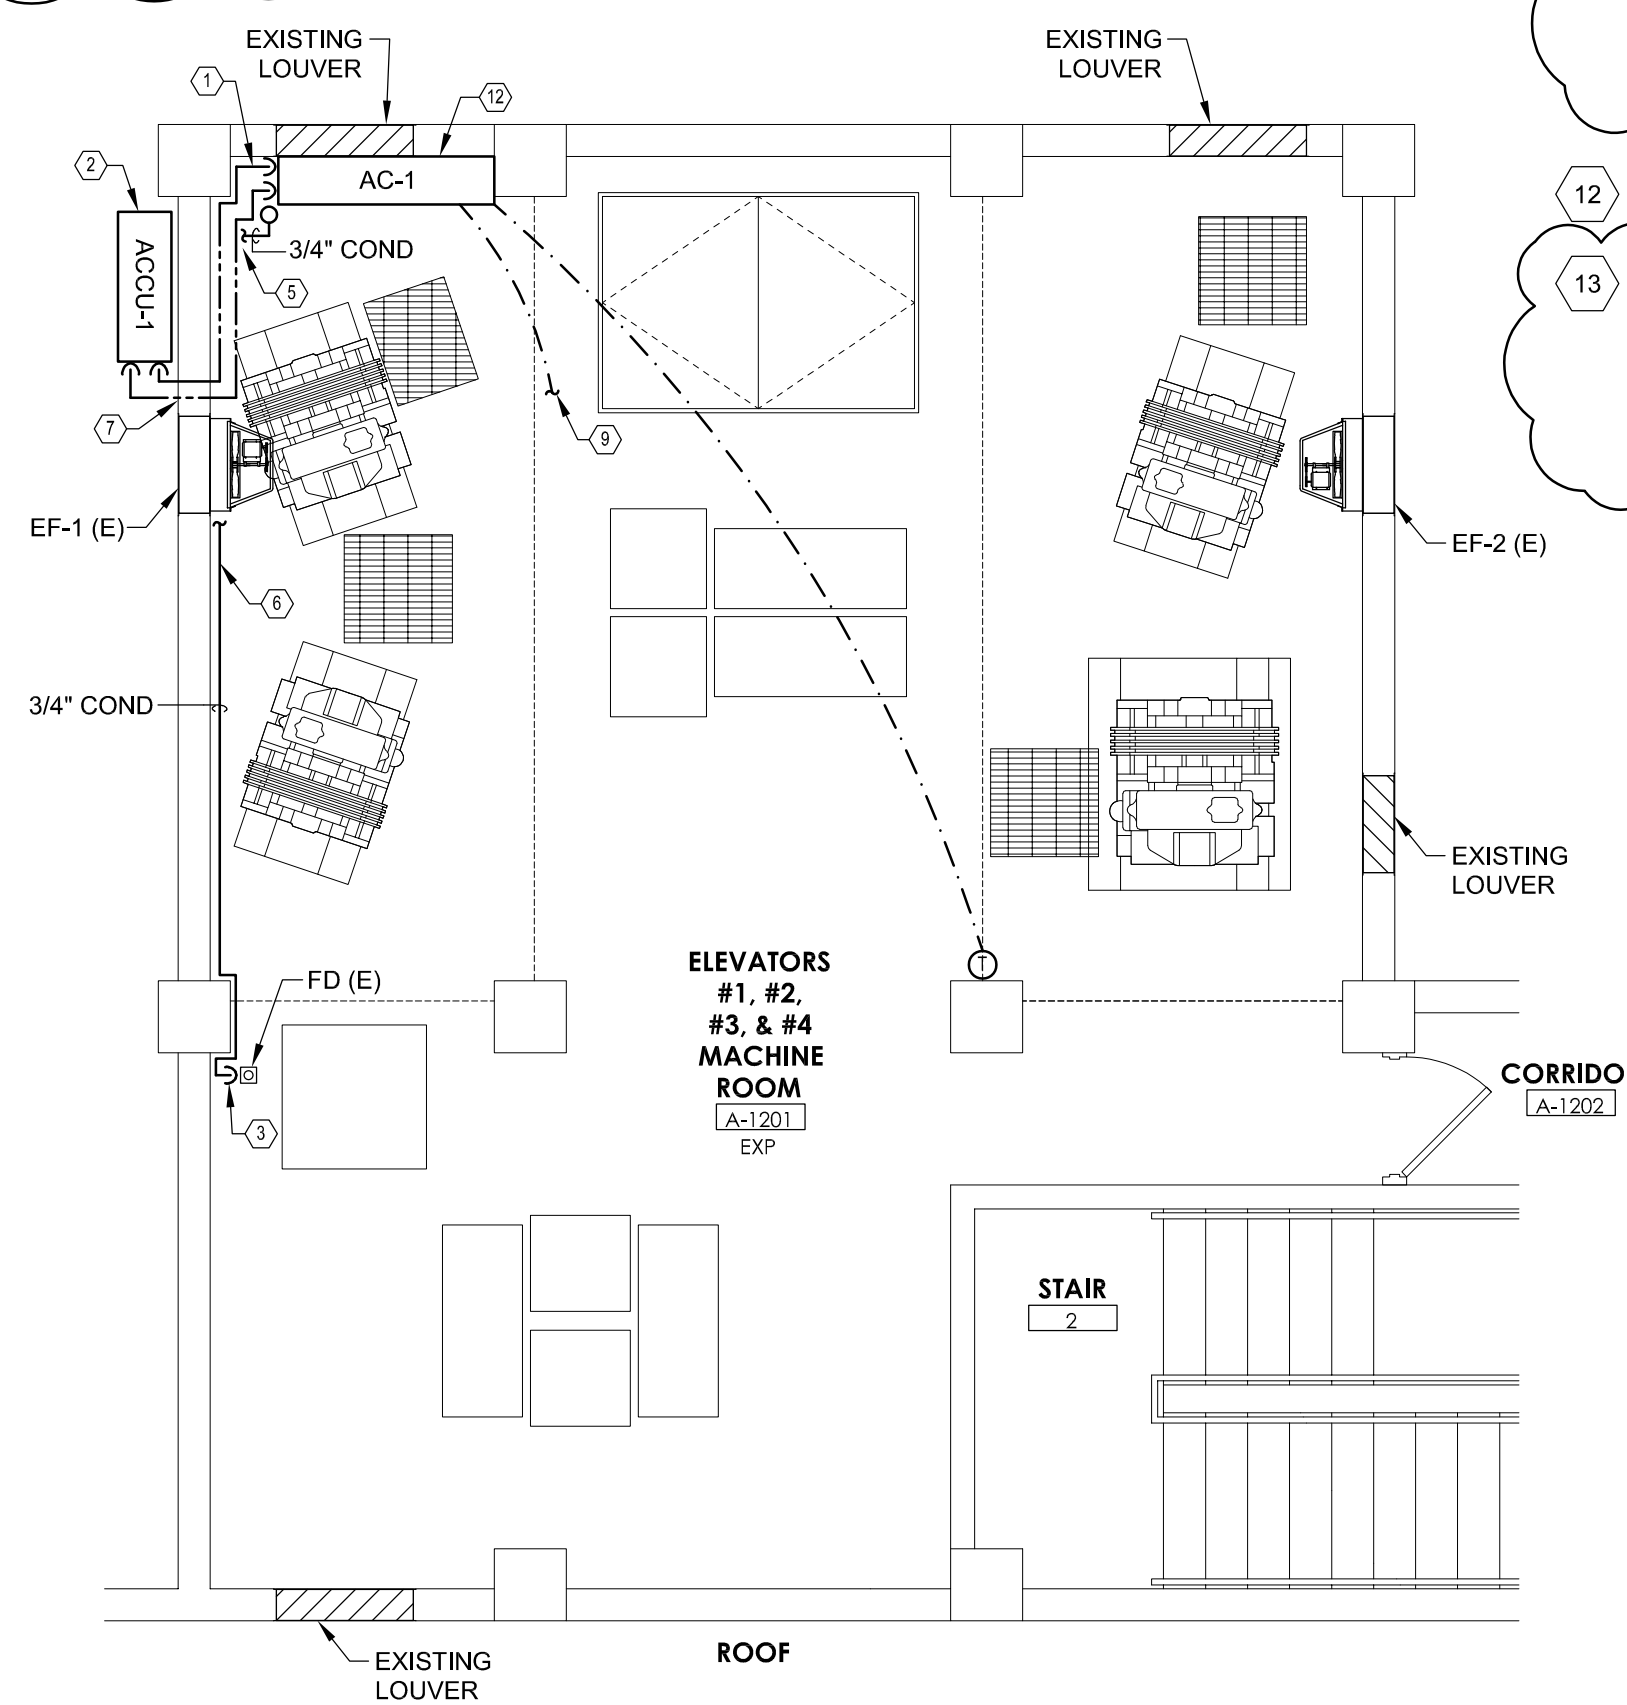 EXISTING
LOUVER
EXISTING
LOUVER
1
12
2
AC-1
12
ACCU-1
3/4" COND
13
5
7
9
EF-1 (E)
EF-2 (E)
6
3/4" COND
EXISTING
LOUVER
ELEVATORS
#1, #2,
#3, & #4
MACHINE
ROOM
A-1201
EXP
T
FD (E)
3
CORRIDO
A-1202
STAIR
2
EXISTING
LOUVER
ROOF